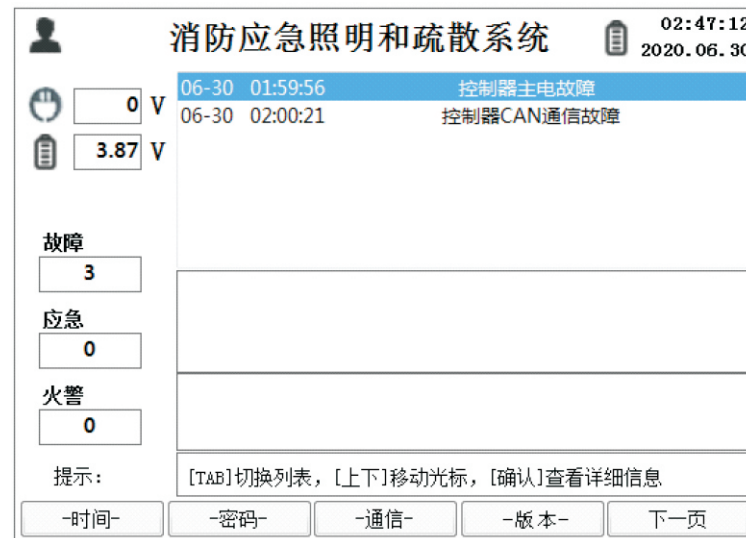 消防应急照明和疏散系统
02:47:12
2020.06.30
0 V
3.87 V
06-30 01:59:56 控制器主电故障
06-30 02:00:21 控制器CAN通信故障
故障
3
应急
0
火警
0
提示: [TAB]切换列表，[上下]移动光标，[确认]查看详细信息
-时间- -密码- -通信- -版本- 下一页